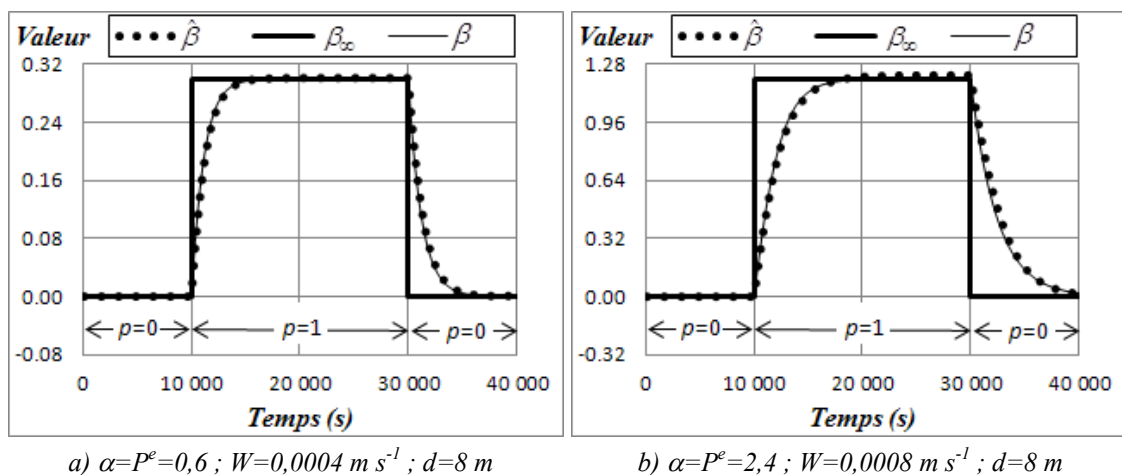 Valeur β̂ β∞ β
0.32
0.24
0.16
0.08
0.00
-0.08
p=0 p=1 p=0
0 10 000 20 000 30 000 40 000
Temps (s)
a) α=Pᵉ=0,6 ; W=0,0004 m s⁻¹ ; d=8 m
Valeur β̂ β∞ β
1.28
0.96
0.64
0.32
0.00
-0.32
p=0 p=1 p=0
0 10 000 20 000 30 000 40 000
Temps (s)
b) α=Pᵉ=2,4 ; W=0,0008 m s⁻¹ ; d=8 m